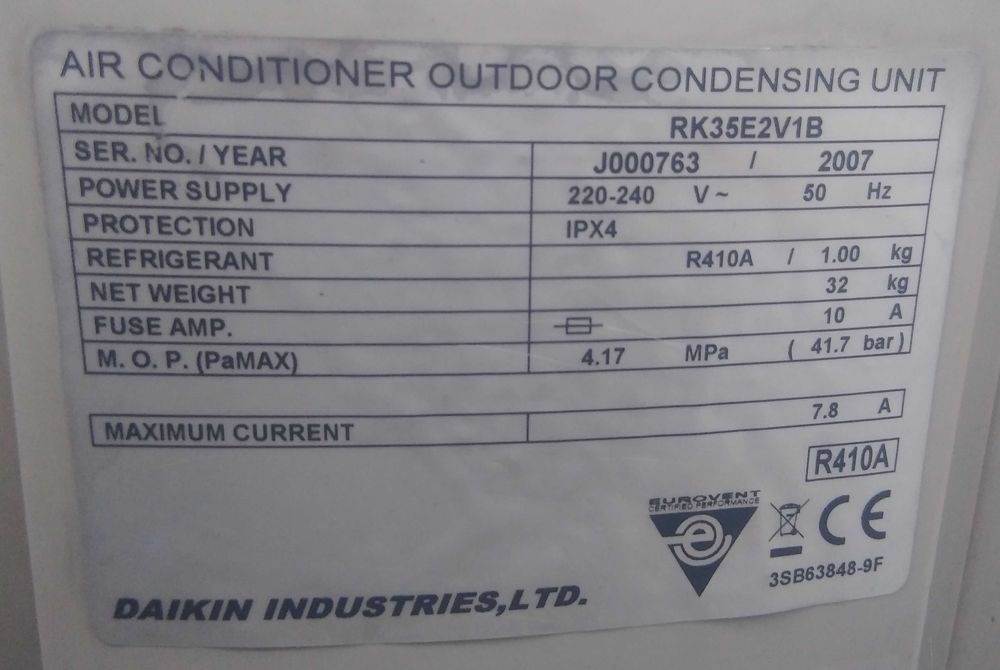 AIR CONDITIONER OUTDOOR CONDENSING UNIT
MODEL RK35E2V1B
SER. NO. / YEAR J000763 / 2007
POWER SUPPLY 220-240 V ~ 50 Hz
PROTECTION IPX4
REFRIGERANT R410A / 1.00 kg
NET WEIGHT 32 kg
FUSE AMP. 10 A
M. O. P. (PaMAX) 4.17 MPa ( 41.7 bar )
MAXIMUM CURRENT 7.8 A
R410A
EUROVENT
CERTIFIED PERFORMANCE
CE
3SB63848-9F
DAIKIN INDUSTRIES,LTD.